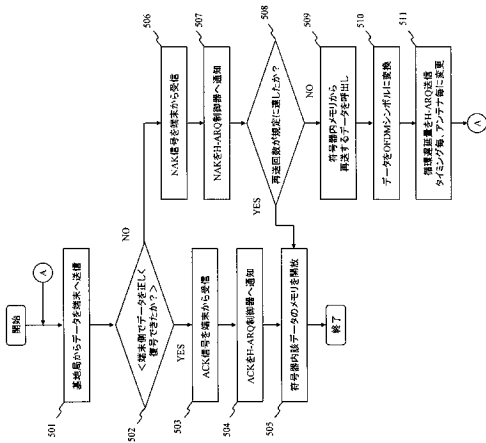 開始
A
501
基地局からデータを端末へ送信
502
<端末側でデータを正しく
復号できたか?>
YES
NO
503
ACK信号を端末から受信
504
ACKをH-ARQ制御器へ通知
505
符号器内該データのメモリを開放
終了
506
NAK信号を端末から受信
507
NAKをH-ARQ制御器へ通知
508
再送回数が規定に達したか?
YES
NO
509
符号器内メモリから
再送するデータを呼出し
510
データをOFDMシンボルに変換
511
循環遅延量をH-ARQ送信
タイミング毎、アンテナ毎に変更
A